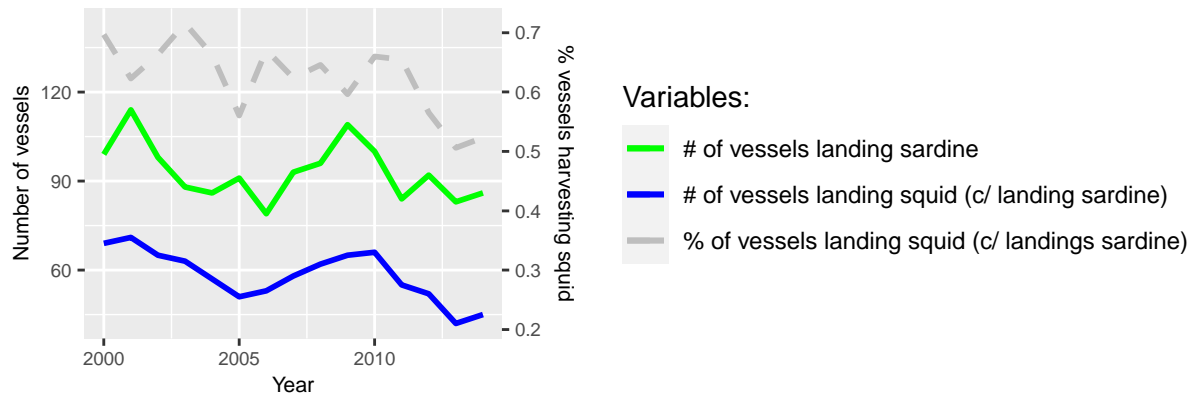 Number of vessels
120
90
60
0.7
0.6
0.5
0.4
0.3
0.2
% vessels harvesting squid
2000 2005 2010
Year
Variables:
# of vessels landing sardine
# of vessels landing squid (c/ landing sardine)
% of vessels landing squid (c/ landings sardine)